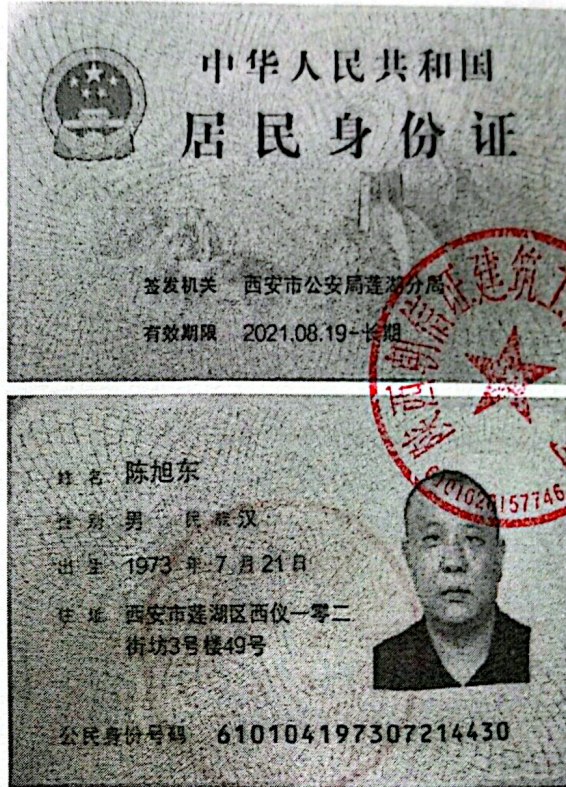 中华人民共和国
居民身份证
签发机关 西安市公安局莲湖分局
有效期限 2021.08.19-长期
建筑工
姓名 陈旭东
性别 男 民族 汉
出生 1973 年 7 月 21 日
住址 西安市莲湖区西仪一零二
街坊3号楼49号
公民身份号码 610104197307214430